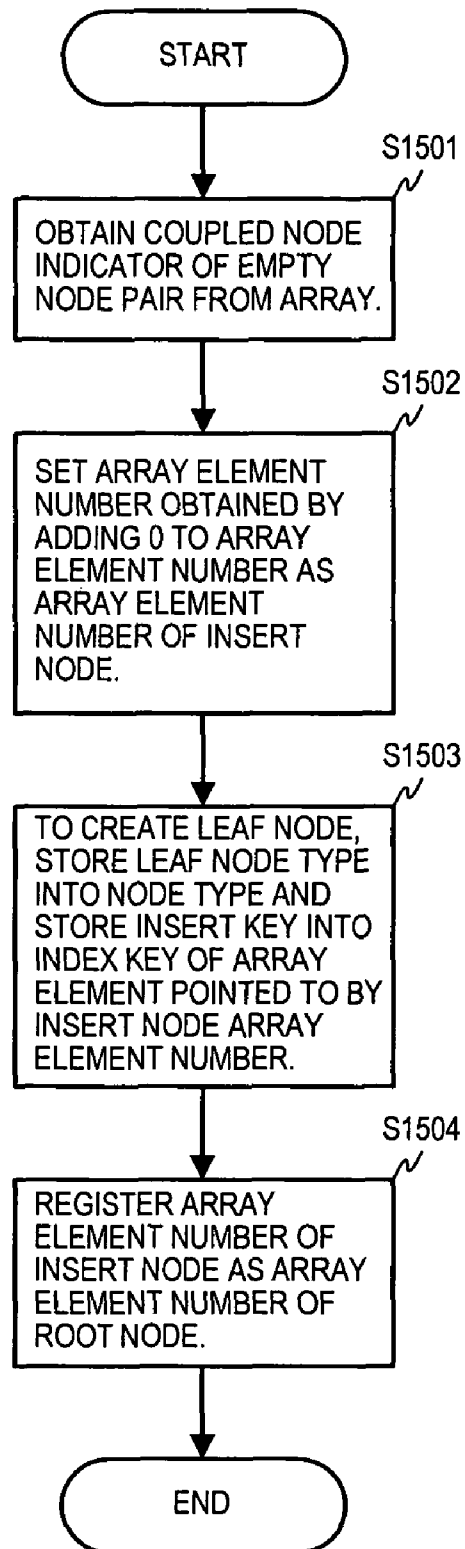 START
S1501
OBTAIN COUPLED NODE
INDICATOR OF EMPTY
NODE PAIR FROM ARRAY.
S1502
SET ARRAY ELEMENT
NUMBER OBTAINED BY
ADDING 0 TO ARRAY
ELEMENT NUMBER AS
ARRAY ELEMENT
NUMBER OF INSERT
NODE.
S1503
TO CREATE LEAF NODE,
STORE LEAF NODE TYPE
INTO NODE TYPE AND
STORE INSERT KEY INTO
INDEX KEY OF ARRAY
ELEMENT POINTED TO BY
INSERT NODE ARRAY
ELEMENT NUMBER.
S1504
REGISTER ARRAY
ELEMENT NUMBER OF
INSERT NODE AS ARRAY
ELEMENT NUMBER OF
ROOT NODE.
END